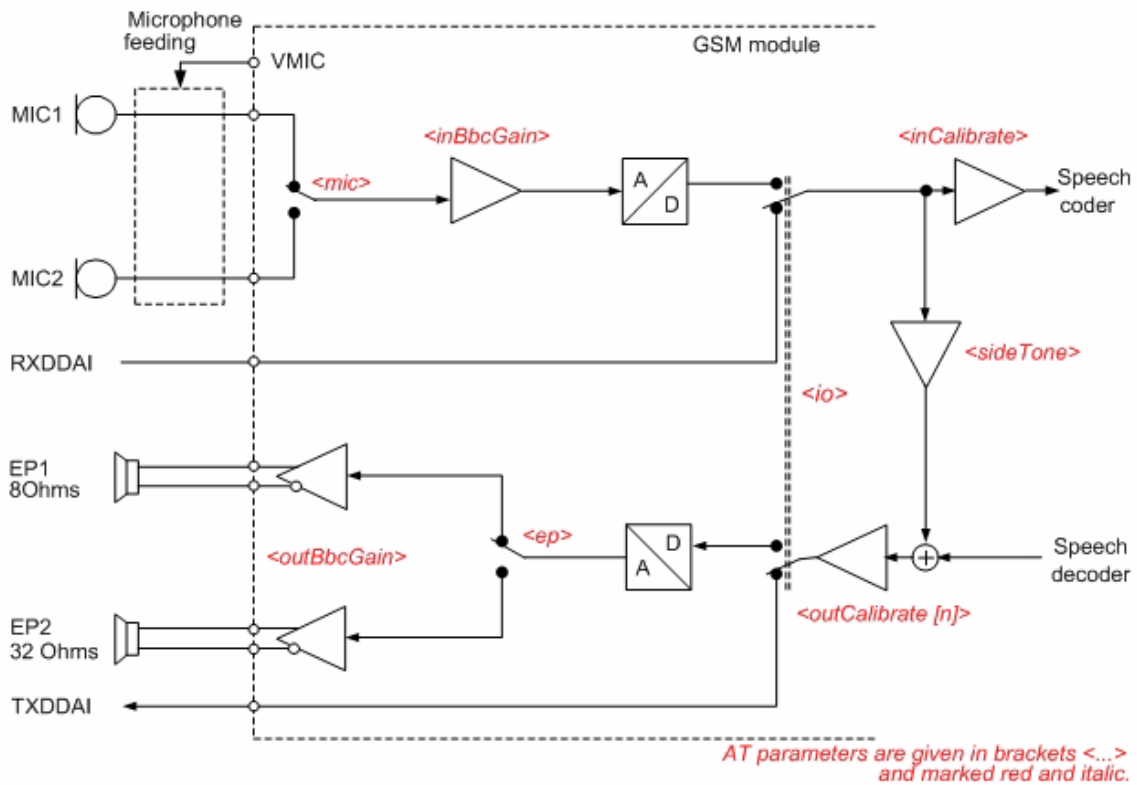 Microphone
feeding
GSM module
VMIC
MIC1
<inBbcGain>
<inCalibrate>
<mic>
A
D
Speech
coder
MIC2
RXDDAI
<sideTone>
<io>
EP1
8Ohms
<ep>
D
A
<outBbcGain>
+
Speech
decoder
<outCalibrate [n]>
EP2
32 Ohms
TXDDAI
AT parameters are given in brackets <...>
and marked red and italic.